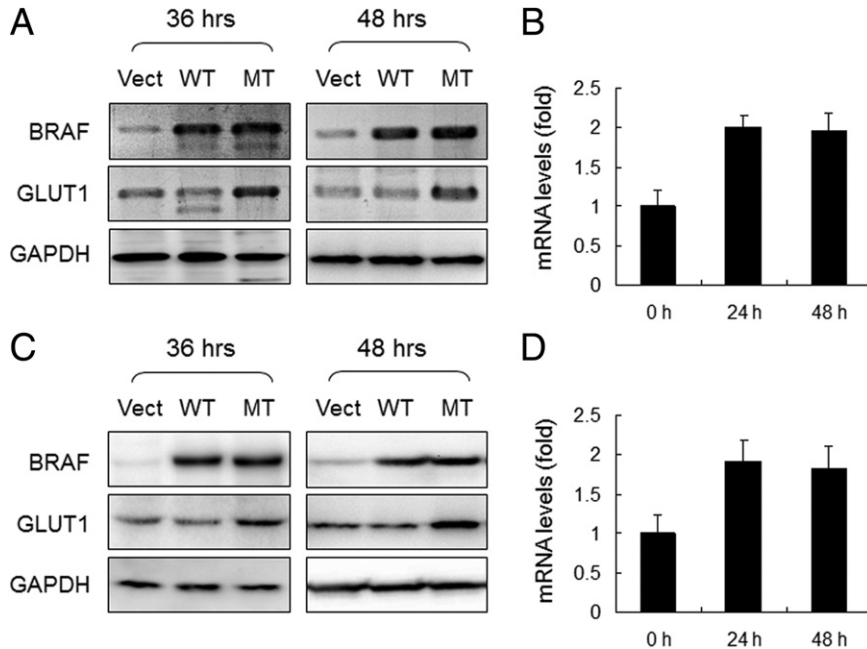 A
36 hrs
48 hrs
Vect WT MT
Vect WT MT
BRAF
GLUT1
GAPDH
B
mRNA levels (fold)
2.5
2
1.5
1
0.5
0
0 h
24 h
48 h
C
36 hrs
48 hrs
Vect WT MT
Vect WT MT
BRAF
GLUT1
GAPDH
D
mRNA levels (fold)
2.5
2
1.5
1
0.5
0
0 h
24 h
48 h